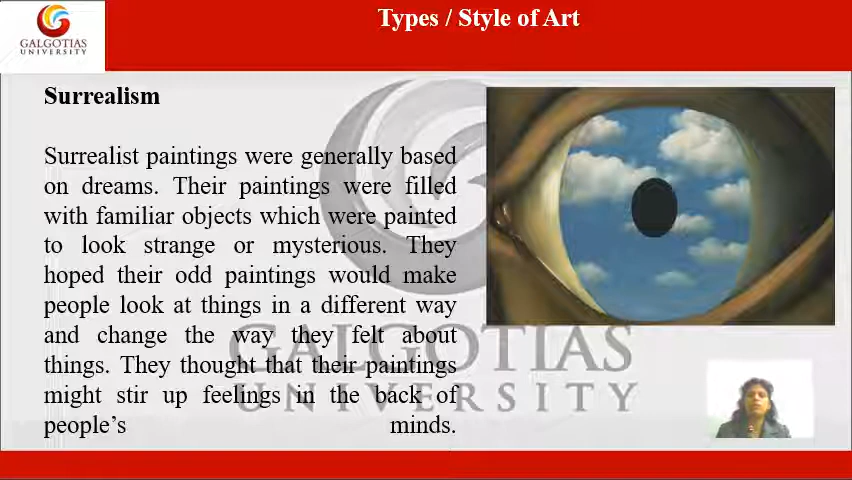 GALGOTIAS
UNIVERSITY
Types / Style of Art
Surrealism
Surrealist paintings were generally based
on dreams. Their paintings were filled
with familiar objects which were painted
to look strange or mysterious. They
hoped their odd paintings would make
people look at things in a different way
and change the way they felt about
things. They thought that their paintings
might stir up feelings in the back of
people’s minds.
GALGOTIAS
UNIVERSITY